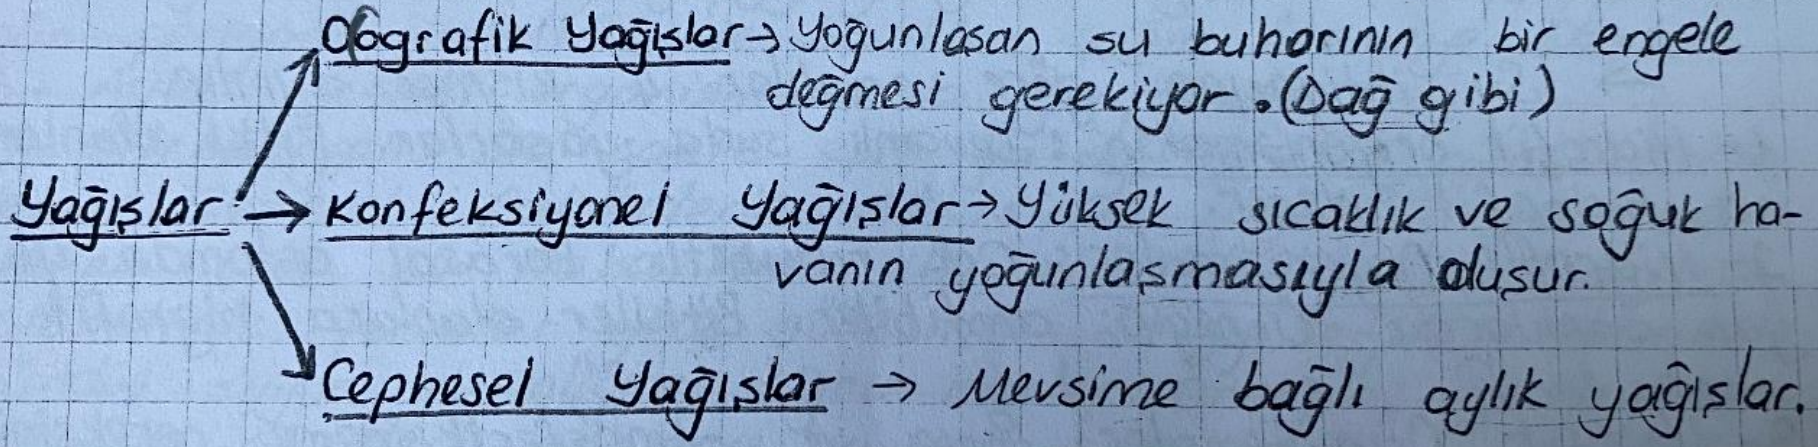 Oografik Yağışlar → Yoğunlaşan su buharının bir engele
değmesi gerekiyor. (Dağ gibi)
Yağışlar → Konfeksiyonel Yağışlar → Yüksek sıcaklık ve soğuk ha-
vanın yoğunlaşmasıyla oluşur.
Cephesel Yağışlar → Mevsime bağlı aylık yağışlar.